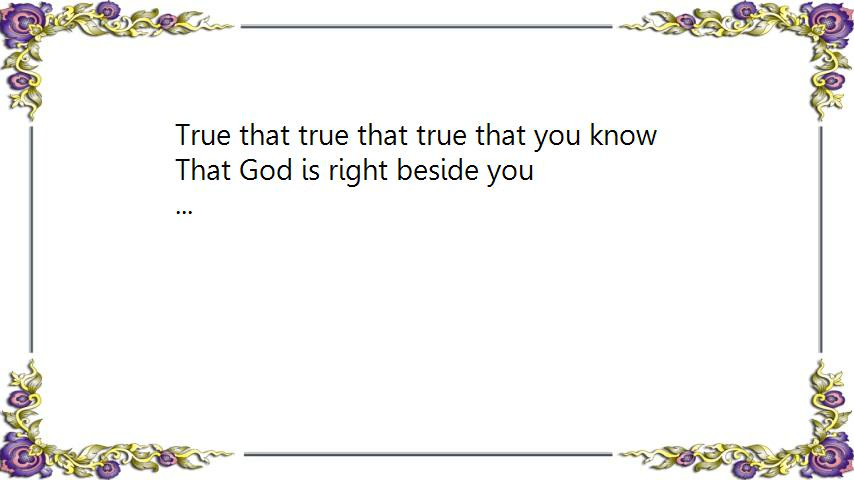 True that true that true that you know
That God is right beside you
...